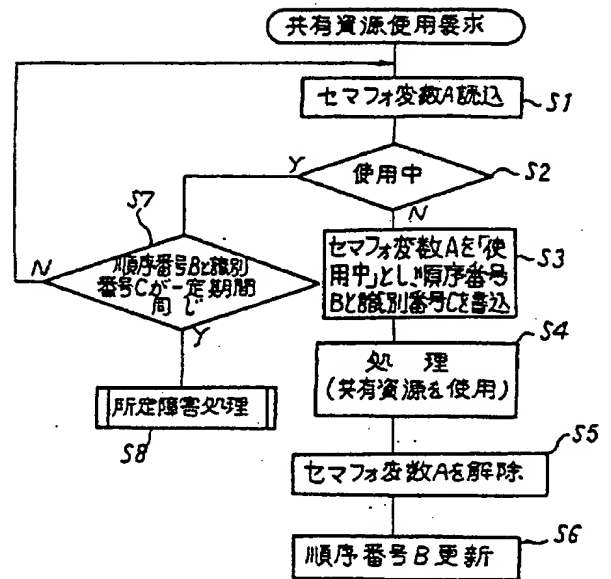 共有資源使用要求
セマフォ変数A読込
S1
使用中
S2
Y
N
S7
順序番号Bと識別
番号Cが一定期間
同じ
N
Y
セマフォ変数Aを「使
用中」とし、順序番号
Bと識別番号Cを書込
S3
処理
(共有資源を使用)
S4
所定障害処理
S8
セマフォ変数Aを解除
S5
順序番号B更新
S6